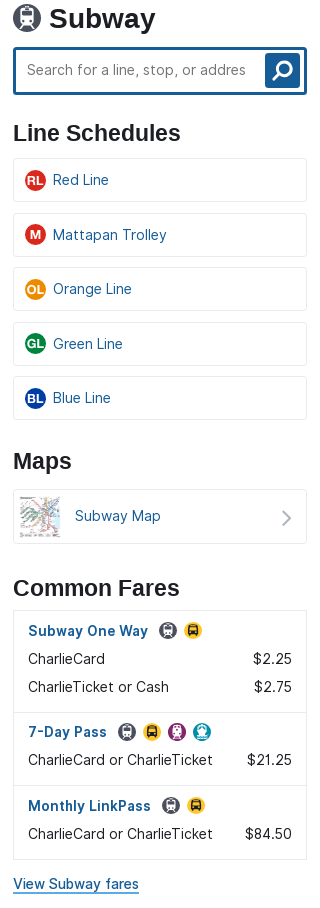 Subway
Search for a line, stop, or addres
Line Schedules
RL Red Line
M Mattapan Trolley
OL Orange Line
GL Green Line
BL Blue Line
Maps
Subway Map
Common Fares
Subway One Way
CharlieCard $2.25
CharlieTicket or Cash $2.75
7-Day Pass
CharlieCard or CharlieTicket $21.25
Monthly LinkPass
CharlieCard or CharlieTicket $84.50
View Subway fares